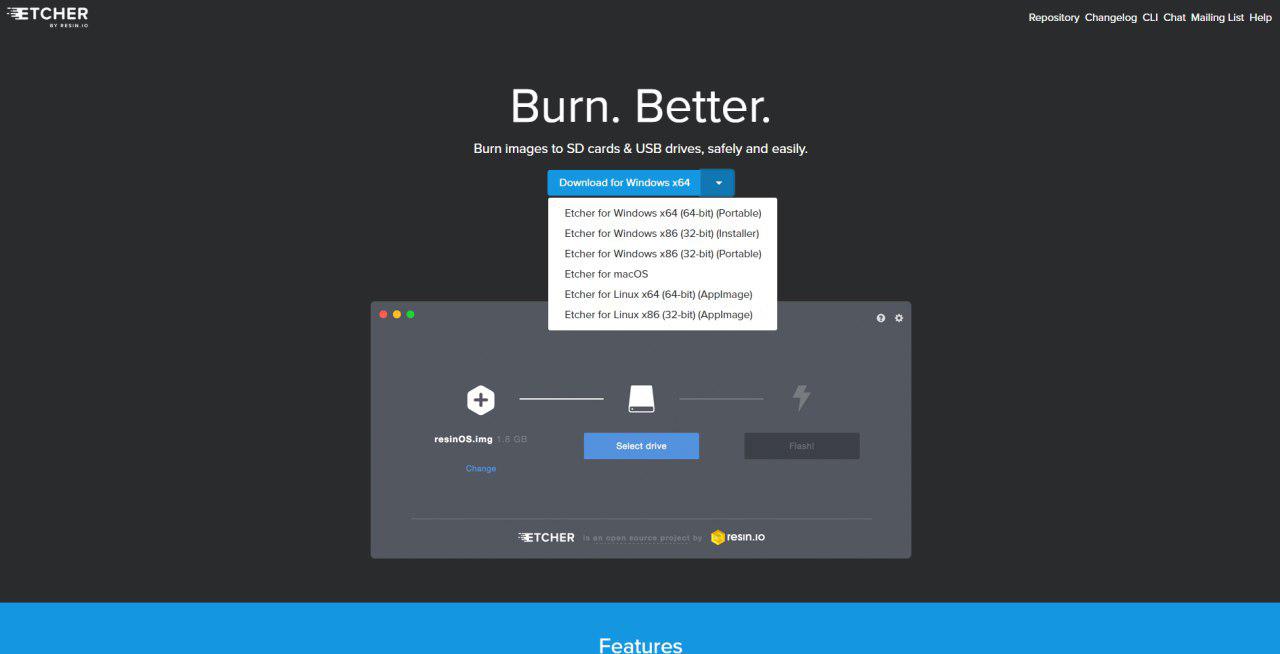 ETCHER
BY RESIN.IO
Repository Changelog CLI Chat Mailing List Help
Burn. Better.
Burn images to SD cards & USB drives, safely and easily.
Download for Windows x64
Etcher for Windows x64 (64-bit) (Portable)
Etcher for Windows x86 (32-bit) (Installer)
Etcher for Windows x86 (32-bit) (Portable)
Etcher for macOS
Etcher for Linux x64 (64-bit) (AppImage)
Etcher for Linux x86 (32-bit) (AppImage)
resinOS.img 1.8 GB
Change
Select drive
Flash!
ETCHER is an open source project by resin.io
Features